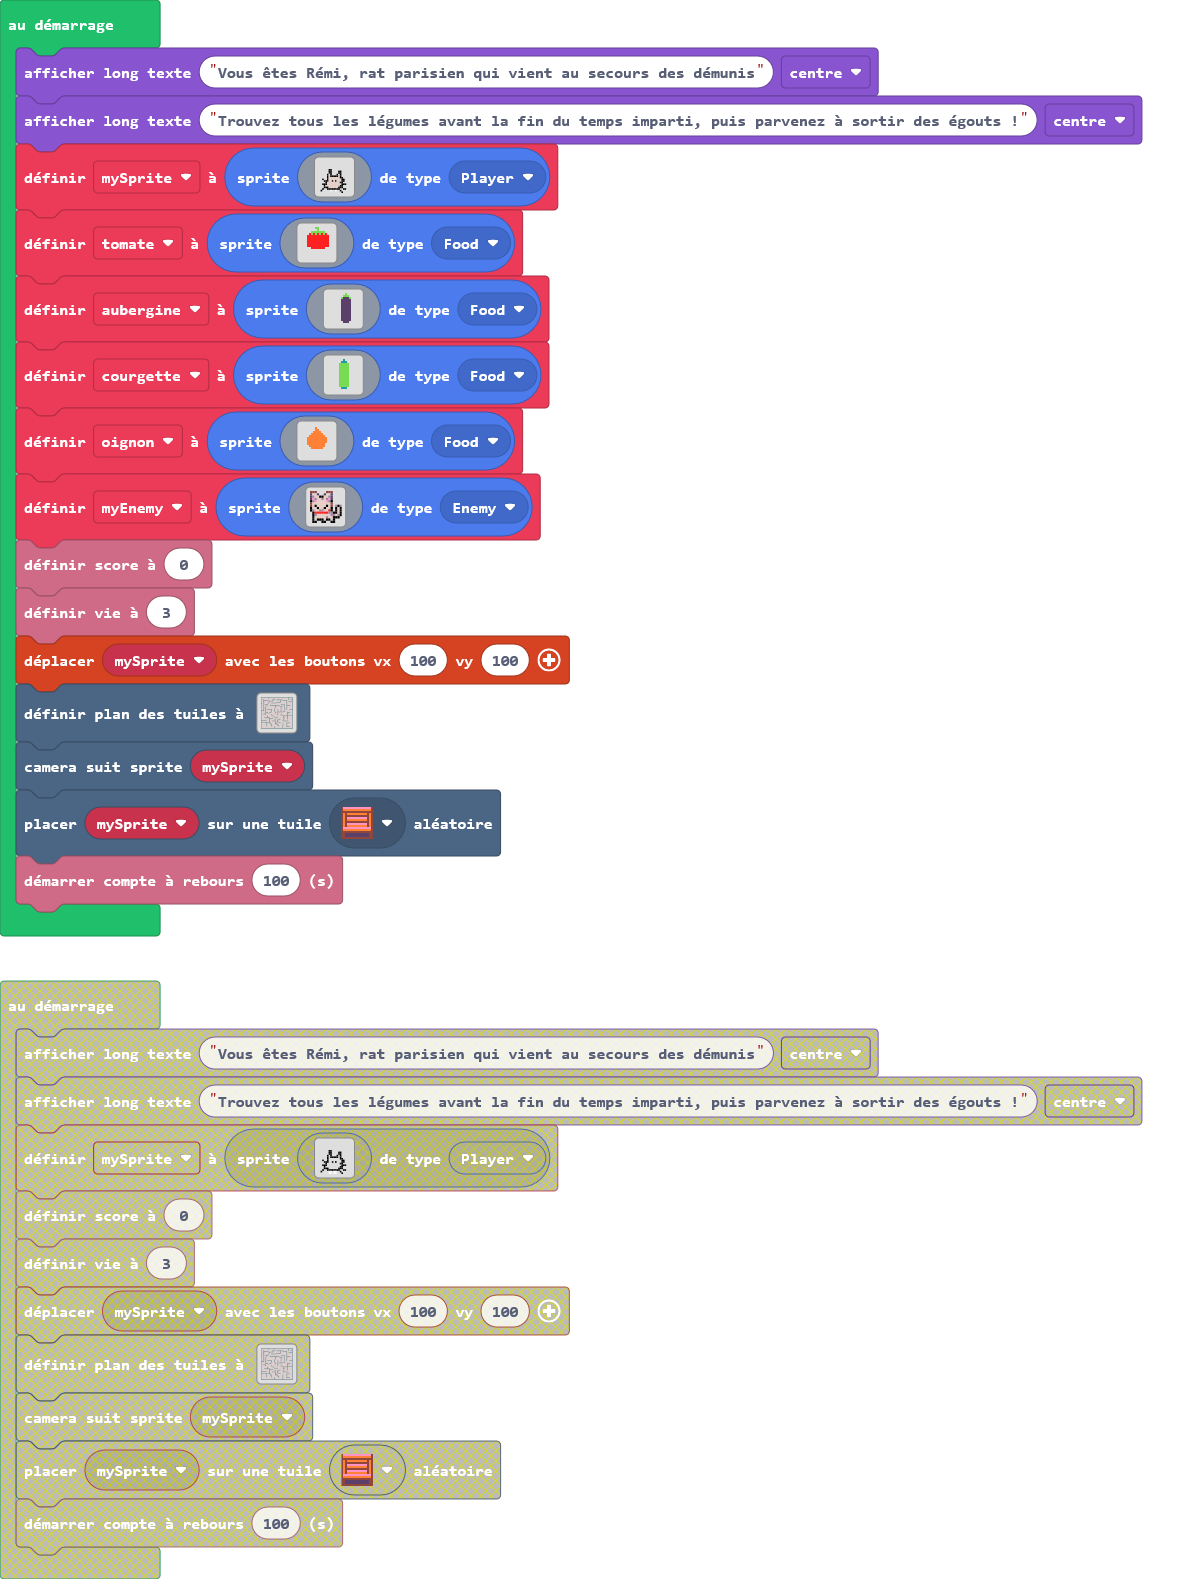 au démarrage
afficher long texte "Vous êtes Rémi, rat parisien qui vient au secours des démunis" centre
afficher long texte "Trouvez tous les légumes avant la fin du temps imparti, puis parvenez à sortir des égouts !" centre
définir mySprite à sprite de type Player
définir tomate à sprite de type Food
définir aubergine à sprite de type Food
définir courgette à sprite de type Food
définir oignon à sprite de type Food
définir myEnemy à sprite de type Enemy
définir score à 0
définir vie à 3
déplacer mySprite avec les boutons vx 100 vy 100
définir plan des tuiles à
camera suit sprite mySprite
placer mySprite sur une tuile aléatoire
démarrer compte à rebours 100 (s)
au démarrage
afficher long texte "Vous êtes Rémi, rat parisien qui vient au secours des démunis" centre
afficher long texte "Trouvez tous les légumes avant la fin du temps imparti, puis parvenez à sortir des égouts !" centre
définir mySprite à sprite de type Player
définir score à 0
définir vie à 3
déplacer mySprite avec les boutons vx 100 vy 100
définir plan des tuiles à
camera suit sprite mySprite
placer mySprite sur une tuile aléatoire
démarrer compte à rebours 100 (s)